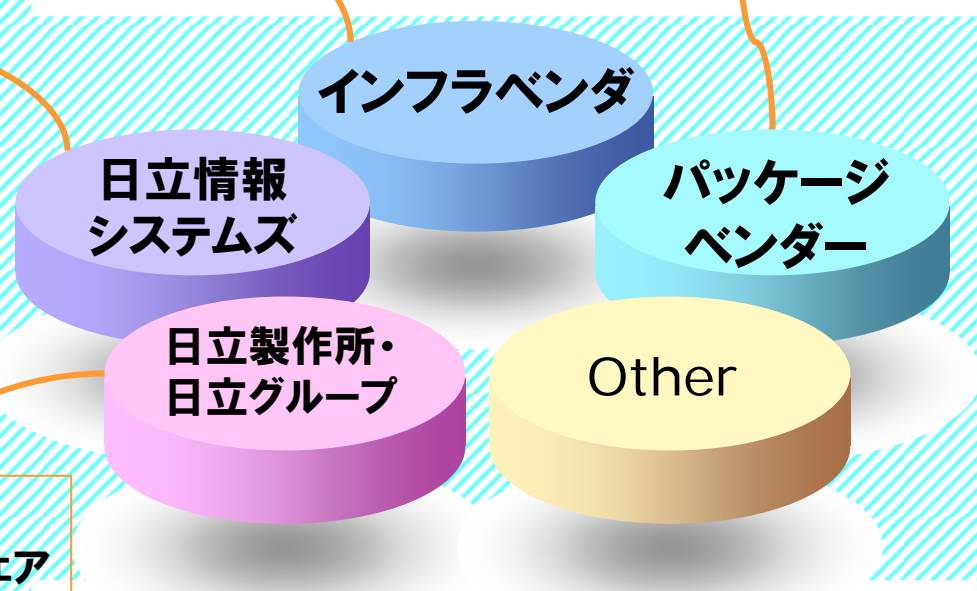 インフラベンダ
日立情報
システムズ
パッケージ
ベンダー
日立製作所・
日立グループ
Other
ェア